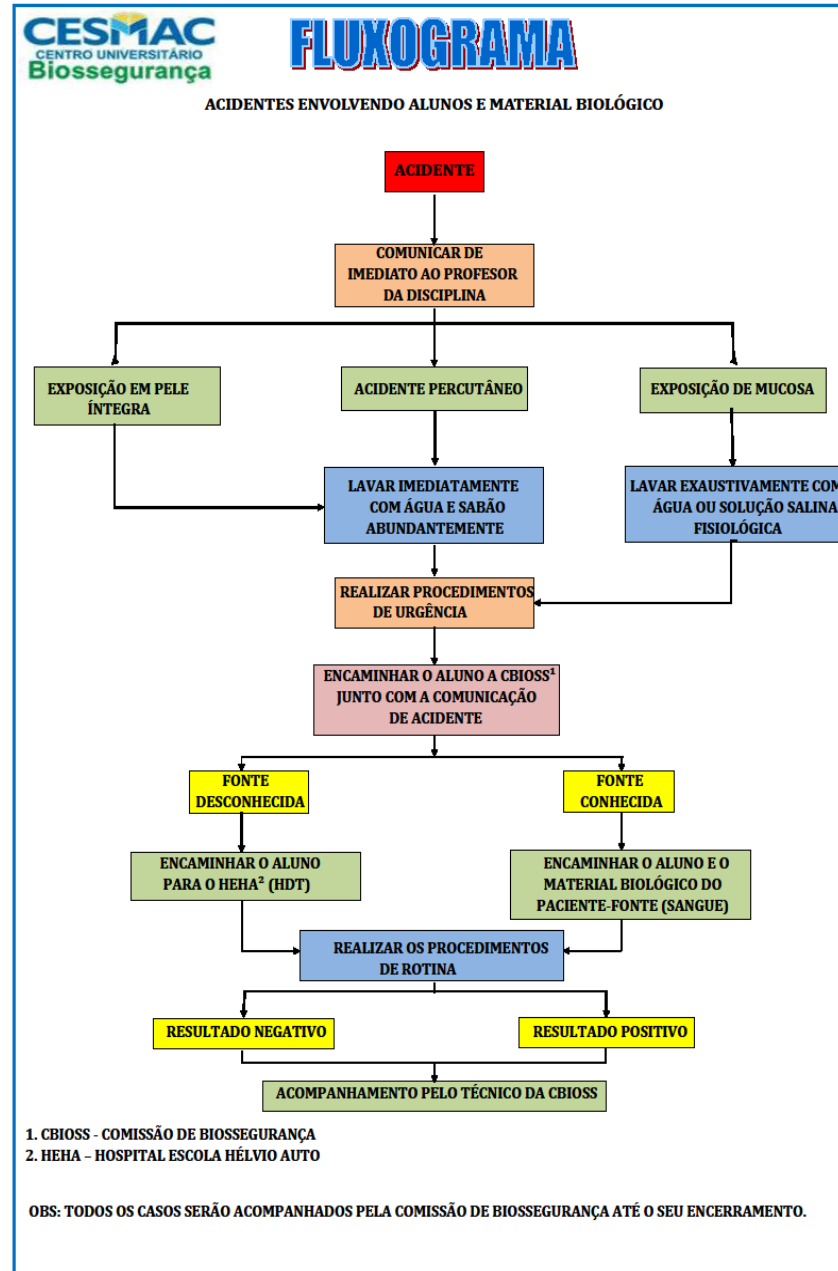 CESMAC
CENTRO UNIVERSITÁRIO
Biossegurança
FLUXOGRAMA
ACIDENTES ENVOLVENDO ALUNOS E MATERIAL BIOLÓGICO
ACIDENTE
COMUNICAR DE
IMEDIATO AO PROFESOR
DA DISCIPLINA
EXPOSIÇÃO EM PELE
ÍNTEGRA
ACIDENTE PERCUTÂNEO
EXPOSIÇÃO DE MUCOSA
LAVAR IMEDIATAMENTE
COM ÁGUA E SABÃO
ABUNDANTEMENTE
LAVAR EXAUSTIVAMENTE COM
ÁGUA OU SOLUÇÃO SALINA
FISIOLÓGICA
REALIZAR PROCEDIMENTOS
DE URGÊNCIA
ENCAMINHAR O ALUNO A CBIOSS¹
JUNTO COM A COMUNICAÇÃO
DE ACIDENTE
FONTE
DESCONHECIDA
FONTE
CONHECIDA
ENCAMINHAR O ALUNO
PARA O HEHA² (HDT)
ENCAMINHAR O ALUNO E O
MATERIAL BIOLÓGICO DO
PACIENTE-FONTE (SANGUE)
REALIZAR OS PROCEDIMENTOS
DE ROTINA
RESULTADO NEGATIVO
RESULTADO POSITIVO
ACOMPANHAMENTO PELO TÉCNICO DA CBIOSS
1. CBIOSS - COMISSÃO DE BIOSSEGURANÇA
2. HEHA – HOSPITAL ESCOLA HÉLVIO AUTO
OBS: TODOS OS CASOS SERÃO ACOMPANHADOS PELA COMISSÃO DE BIOSSEGURANÇA ATÉ O SEU ENCERRAMENTO.